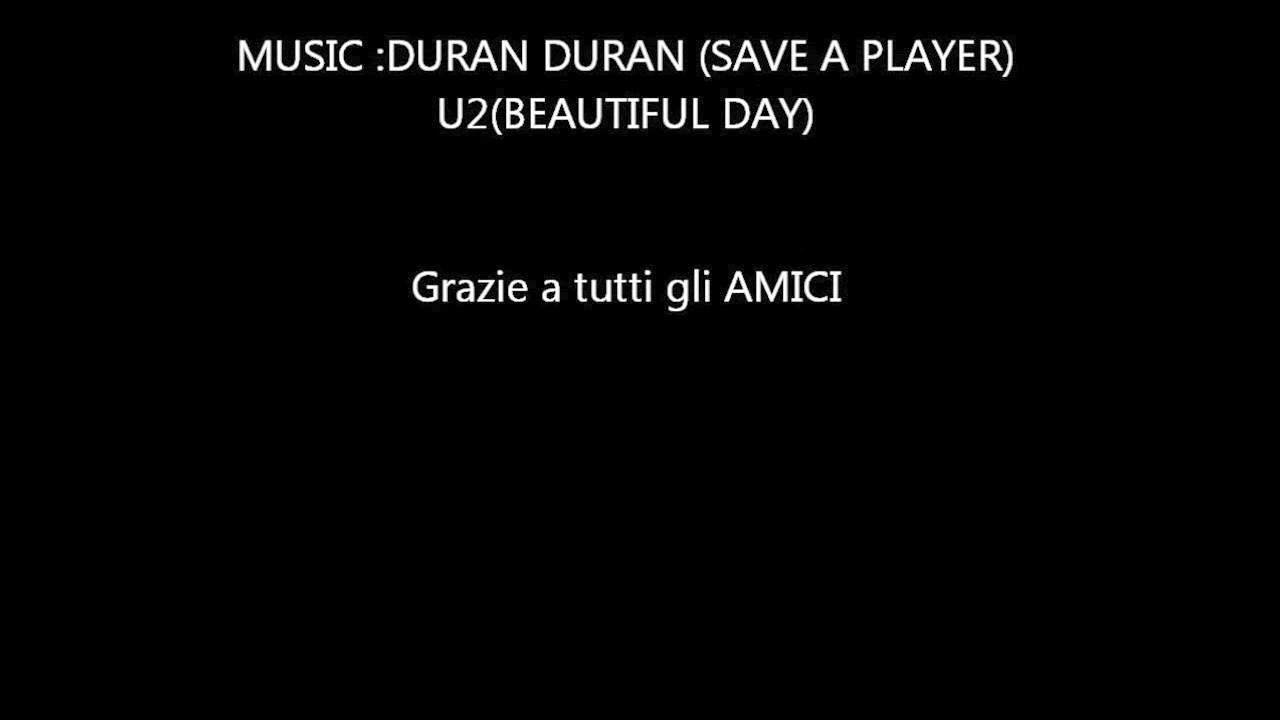 MUSIC :DURAN DURAN (SAVE A PLAYER)
U2(BEAUTIFUL DAY)
Grazie a tutti gli AMICI